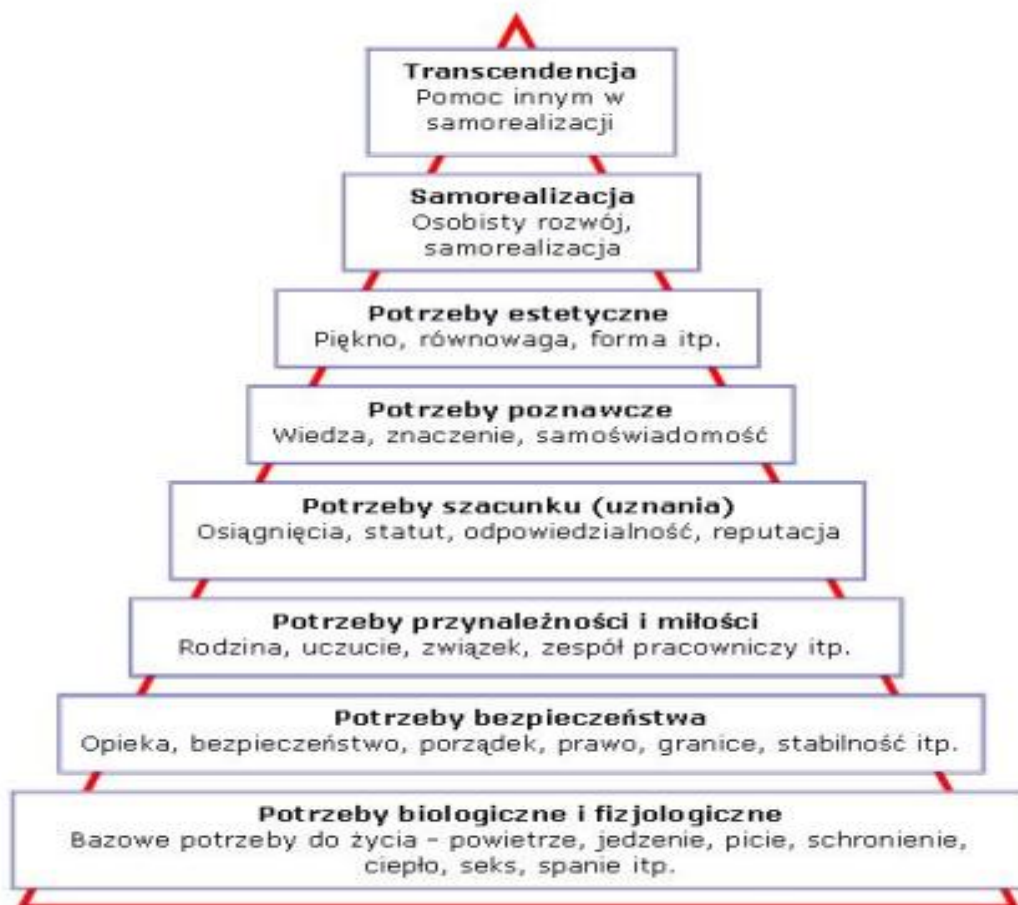 Transcendencja
Pomoc innym w
samorealizacji
Samorealizacja
Osobisty rozwój,
samorealizacja
Potrzeby estetyczne
Piękno, równowaga, forma itp.
Potrzeby poznawcze
Wiedza, znaczenie, samoświadomość
Potrzeby szacunku (uznania)
Osiągnięcia, statut, odpowiedzialność, reputacja
Potrzeby przynależności i miłości
Rodzina, uczucie, związek, zespół pracowniczy itp.
Potrzeby bezpieczeństwa
Opieka, bezpieczeństwo, porządek, prawo, granice, stabilność itp.
Potrzeby biologiczne i fizjologiczne
Bazowe potrzeby do życia - powietrze, jedzenie, picie, schronienie,
ciepło, seks, spanie itp.